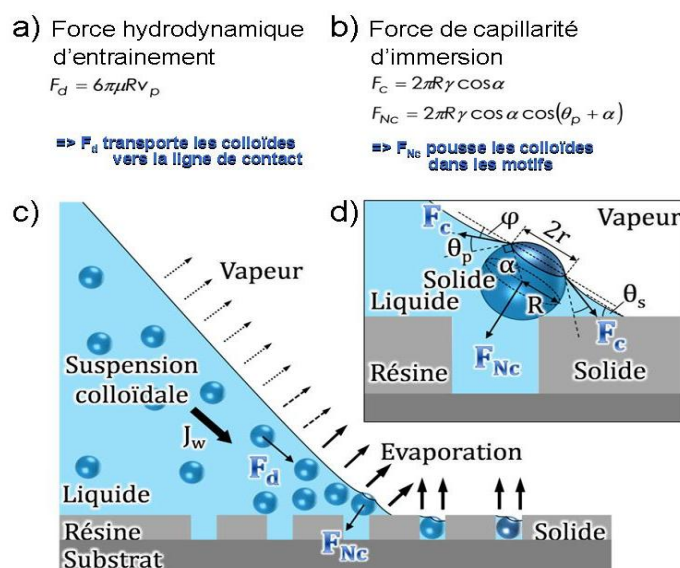 a) Force hydrodynamique
d'entrainement
F_d = 6πμRv_p
=> F_d transporte les colloïdes
vers la ligne de contact
b) Force de capillarité
d'immersion
F_c = 2πRγ cosα
F_Nc = 2πRγ cosα cos(θ_p + α)
=> F_Nc pousse les colloïdes
dans les motifs
c)
Vapeur
Suspension
colloïdale
J_w
F_d
Evaporation
Liquide
F_Nc
Résine
Solide
Substrat
d)
F_c
φ
2r
Vapeur
θ_p
Solide
α
Liquide
R
θ_s
F_c
F_Nc
Résine
Solide